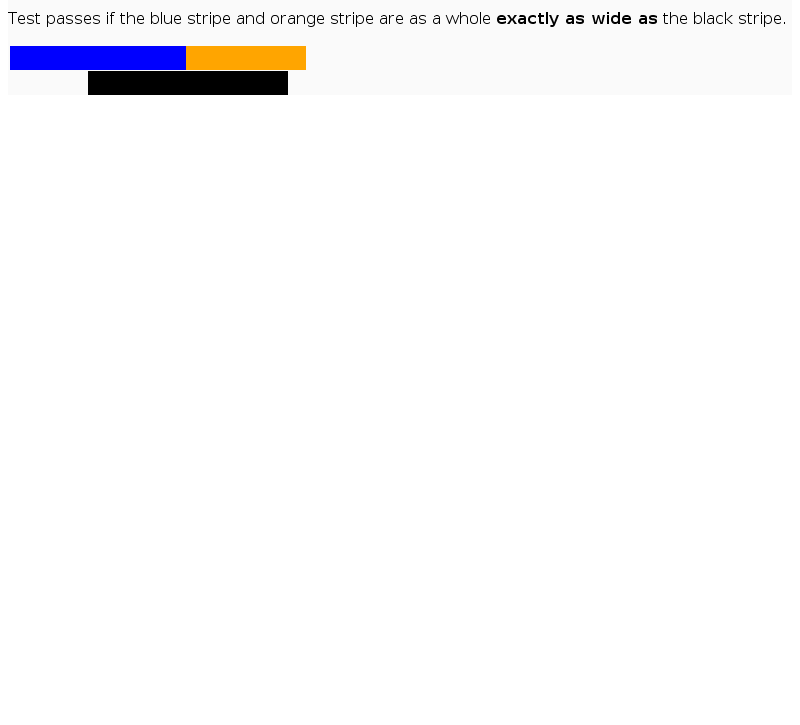 Test passes if the blue stripe and orange stripe are as a whole exactly as wide as the black stripe.